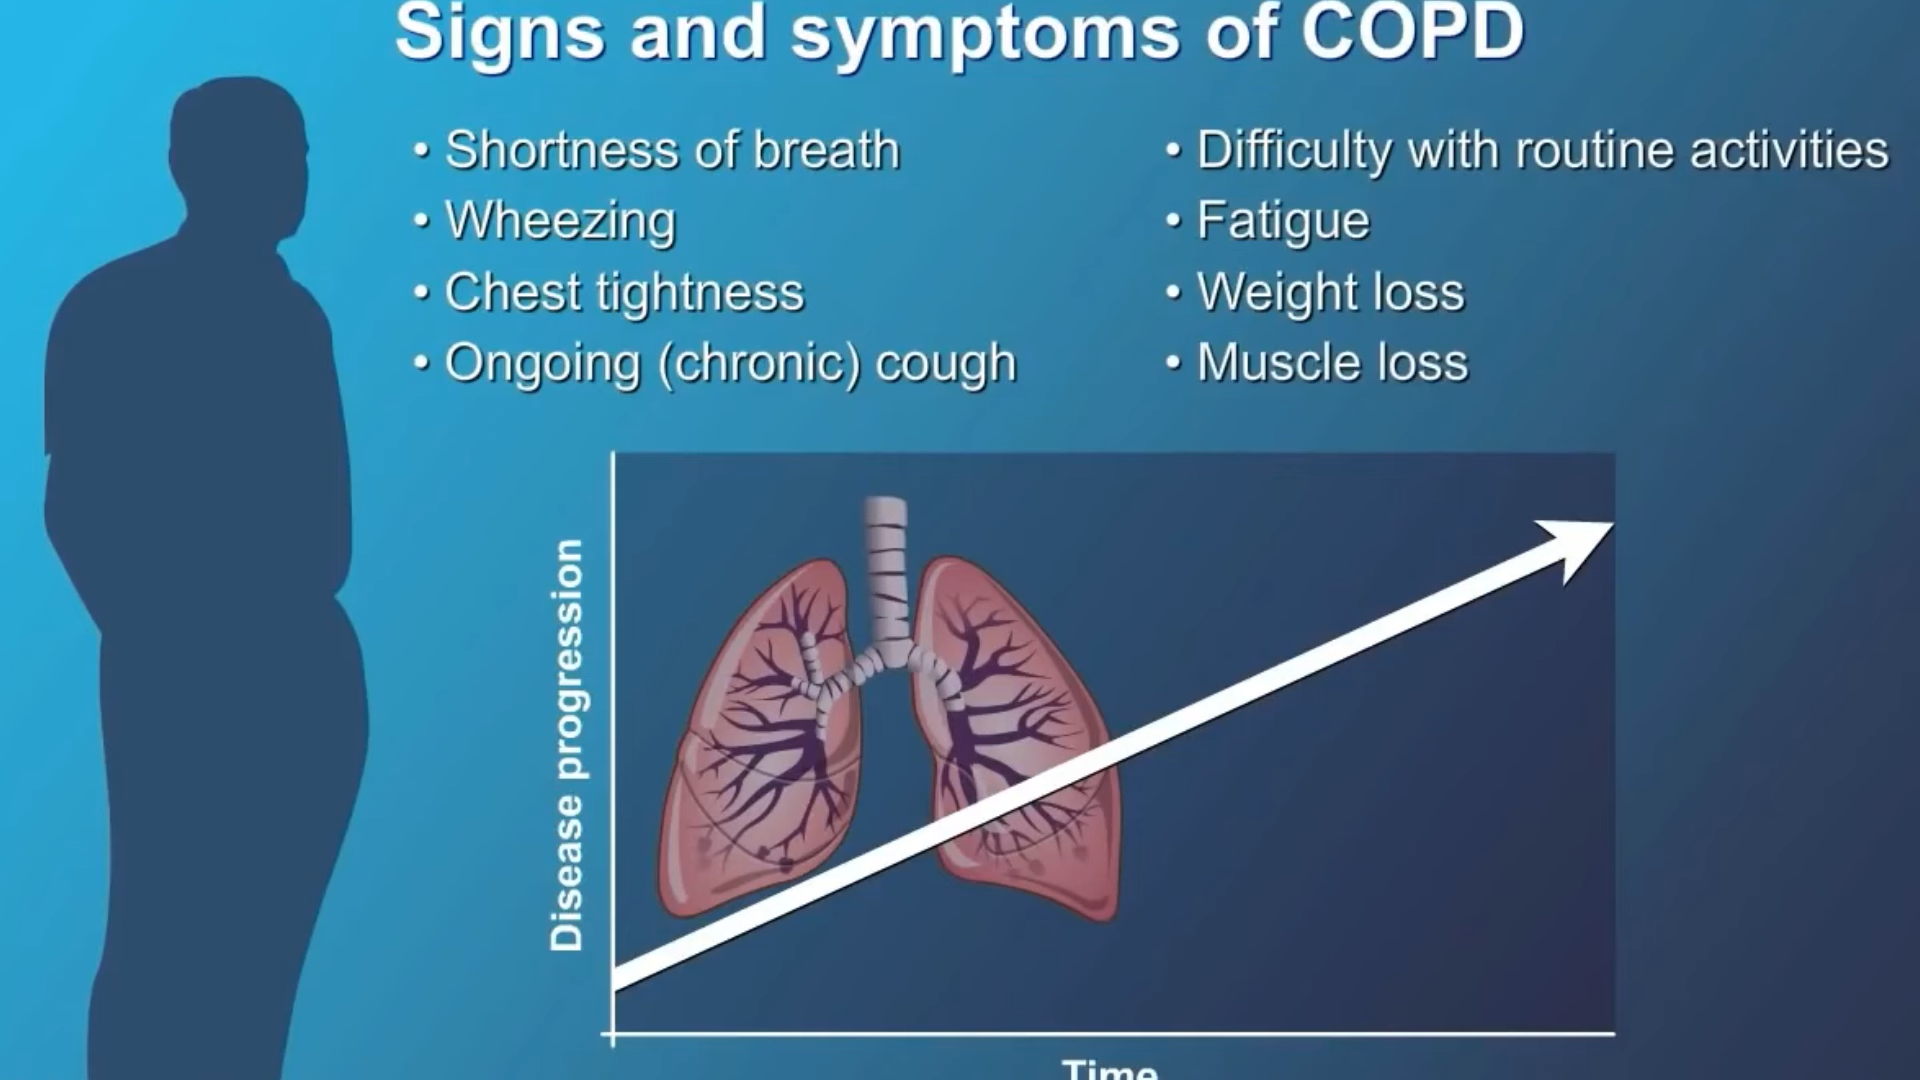 Signs and symptoms of COPD
• Shortness of breath
• Wheezing
• Chest tightness
• Ongoing (chronic) cough
• Difficulty with routine activities
• Fatigue
• Weight loss
• Muscle loss
Disease progression
Time